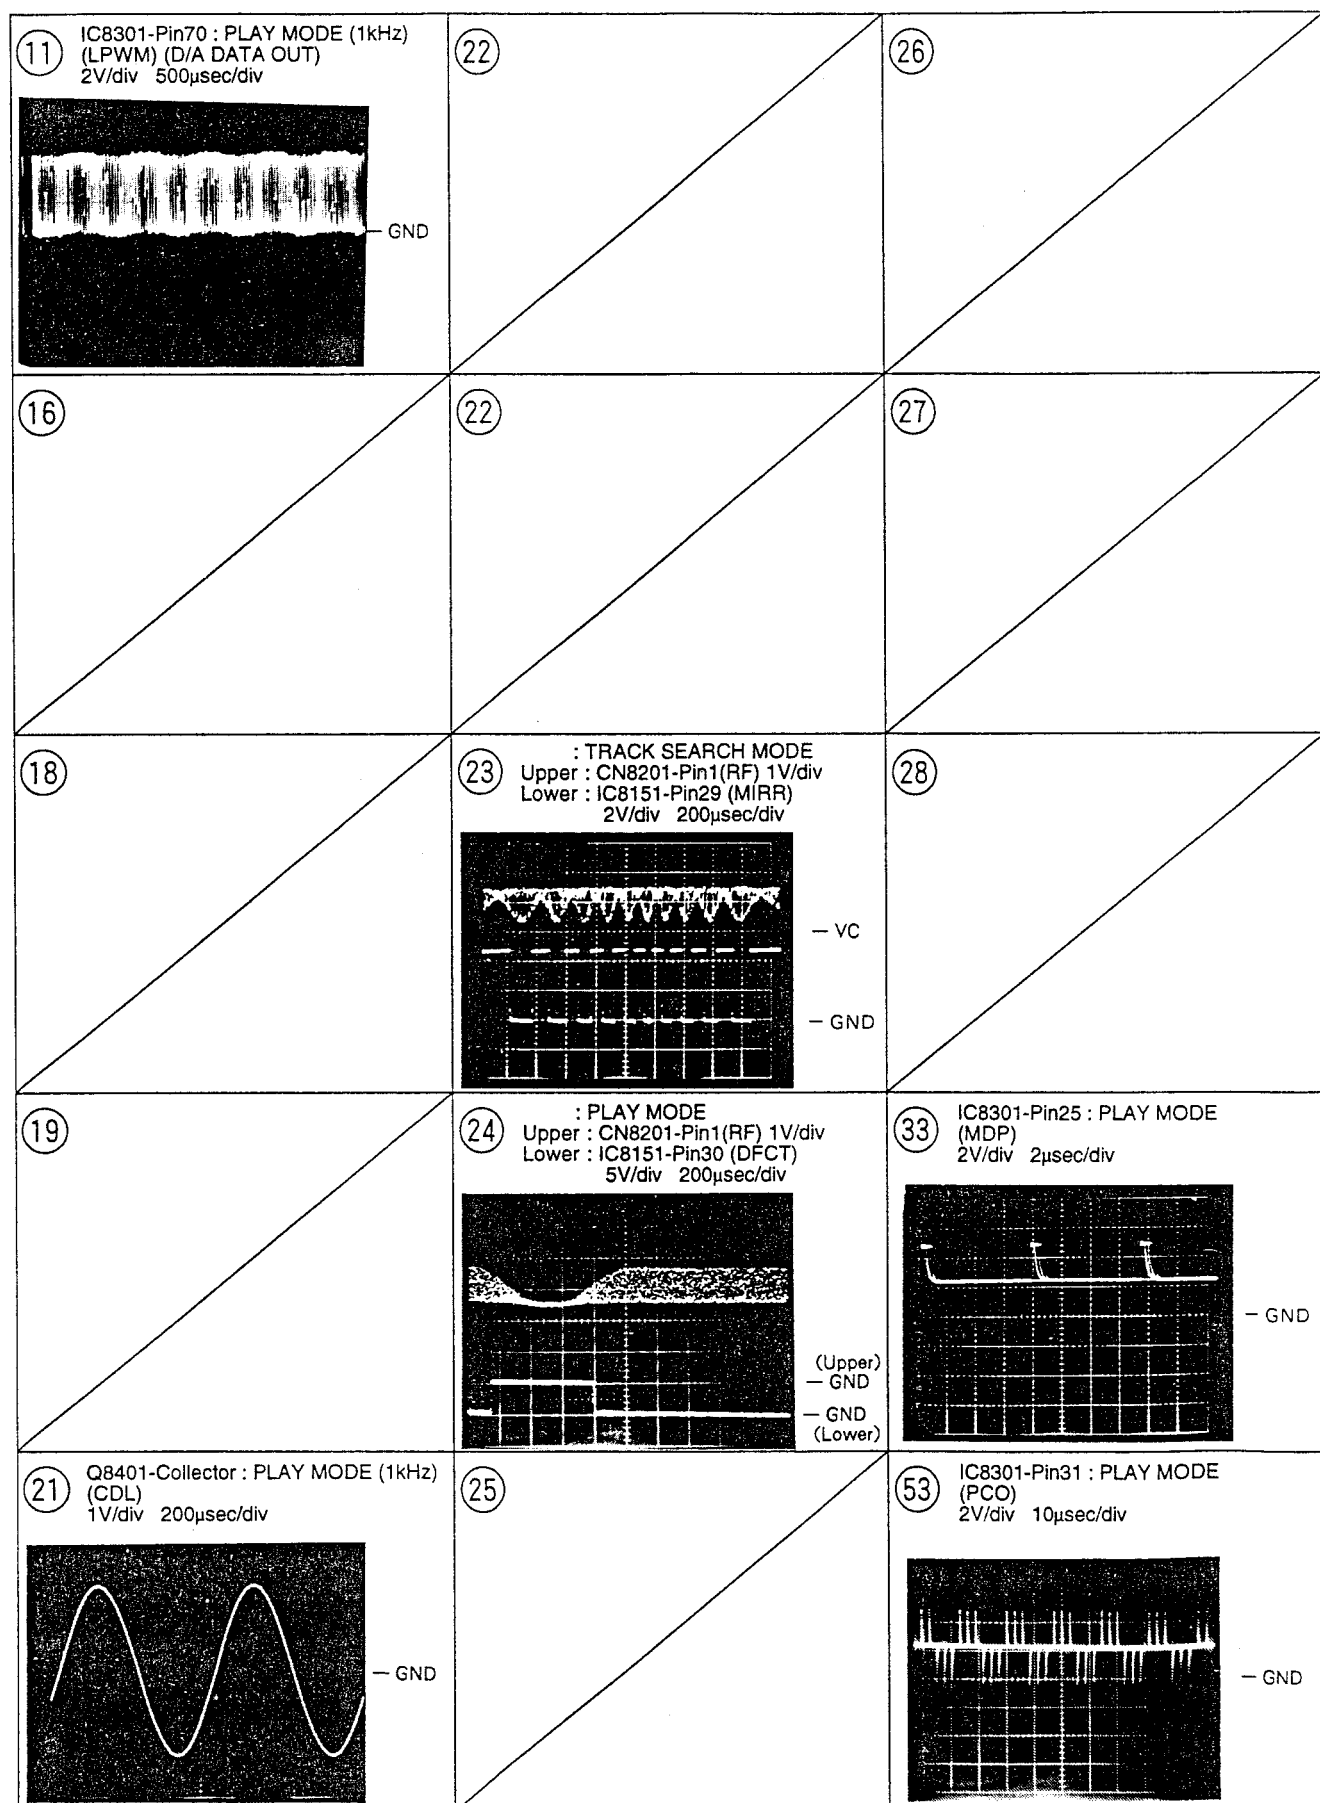 11
IC8301-Pin70 : PLAY MODE (1kHz)
(LPWM) (D/A DATA OUT)
2V/div 500µsec/div
— GND
22
26
16
22
27
18
23
: TRACK SEARCH MODE
Upper : CN8201-Pin1(RF) 1V/div
Lower : IC8151-Pin29 (MIRR)
2V/div 200µsec/div
— VC
— GND
28
19
24
: PLAY MODE
Upper : CN8201-Pin1(RF) 1V/div
Lower : IC8151-Pin30 (DFCT)
5V/div 200µsec/div
(Upper)
— GND
— GND
(Lower)
33
IC8301-Pin25 : PLAY MODE
(MDP)
2V/div 2µsec/div
— GND
21
Q8401-Collector : PLAY MODE (1kHz)
(CDL)
1V/div 200µsec/div
— GND
25
53
IC8301-Pin31 : PLAY MODE
(PCO)
2V/div 10µsec/div
— GND